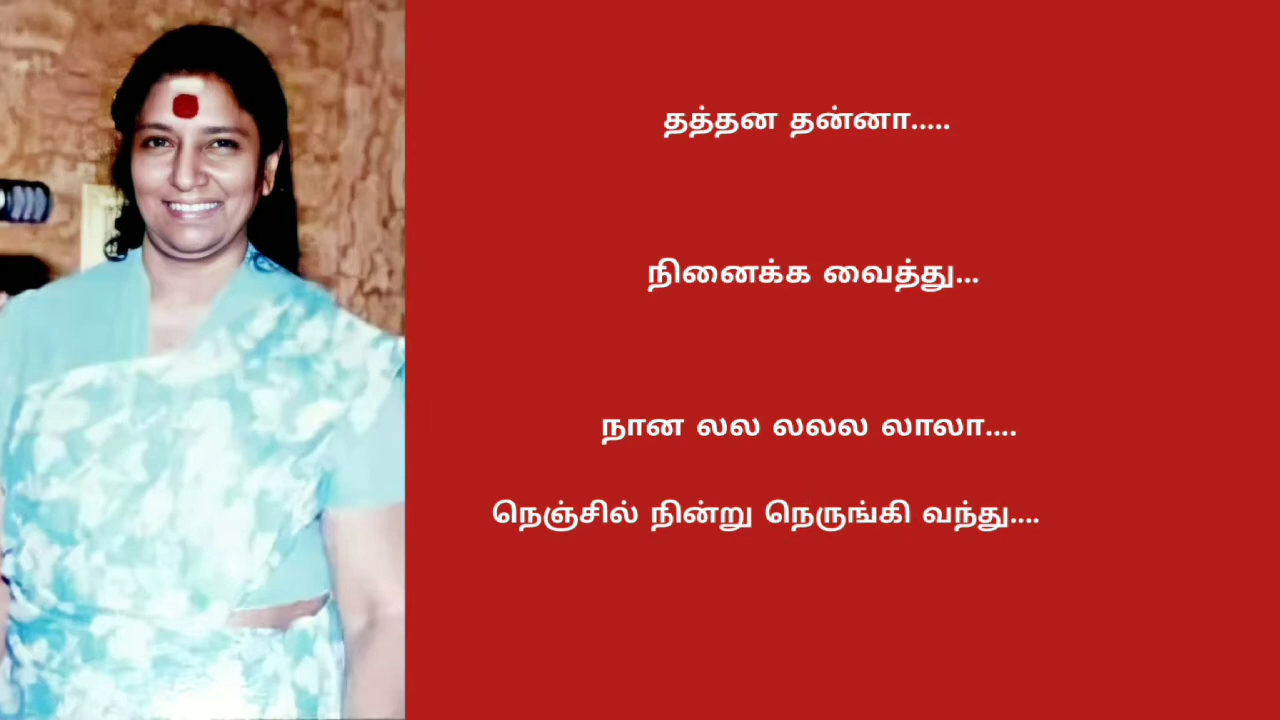 தத்தன தன்னா.....
நினைக்க வைத்து...
நான லல லலல லாலா....
நெஞ்சில் நின்று நெருங்கி வந்து....